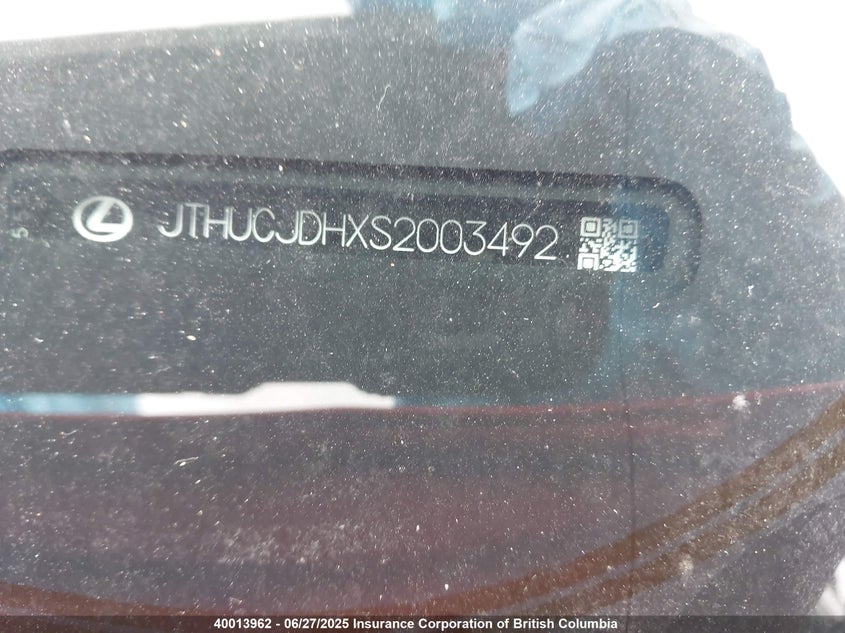 JTHUCJDHXS2003492
40013962 - 06/27/2025 Insurance Corporation of British Columbia